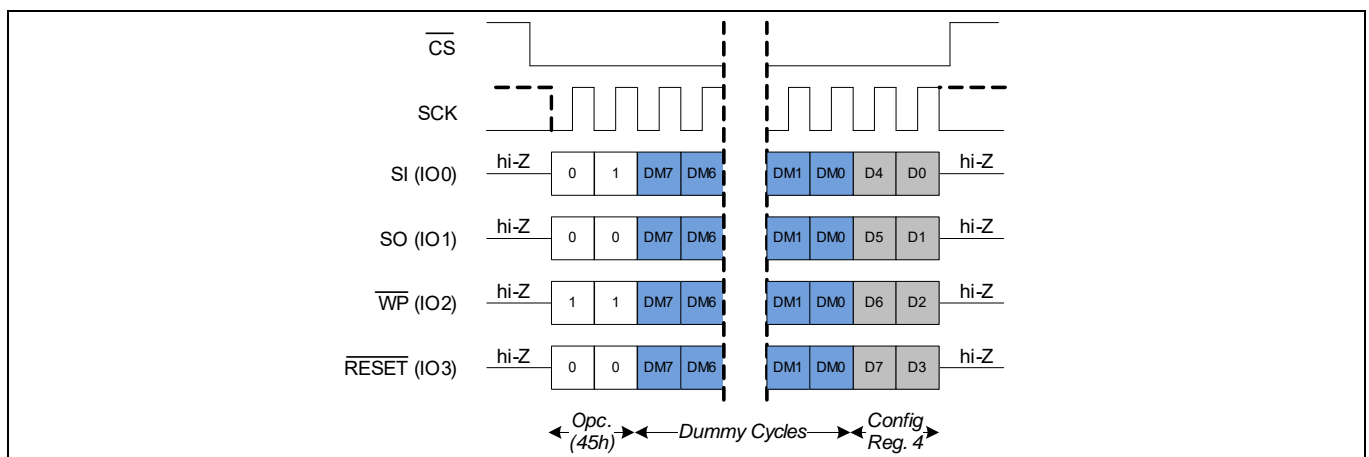 CS
SCK
SI (IO0) hi-Z 0 1 DM7 DM6 DM1 DM0 D4 D0 hi-Z
SO (IO1) hi-Z 0 0 DM7 DM6 DM1 DM0 D5 D1 hi-Z
WP (IO2) hi-Z 1 1 DM7 DM6 DM1 DM0 D6 D2 hi-Z
RESET (IO3) hi-Z 0 0 DM7 DM6 DM1 DM0 D7 D3 hi-Z
Opc. (45h)
Dummy Cycles
Config Reg. 4